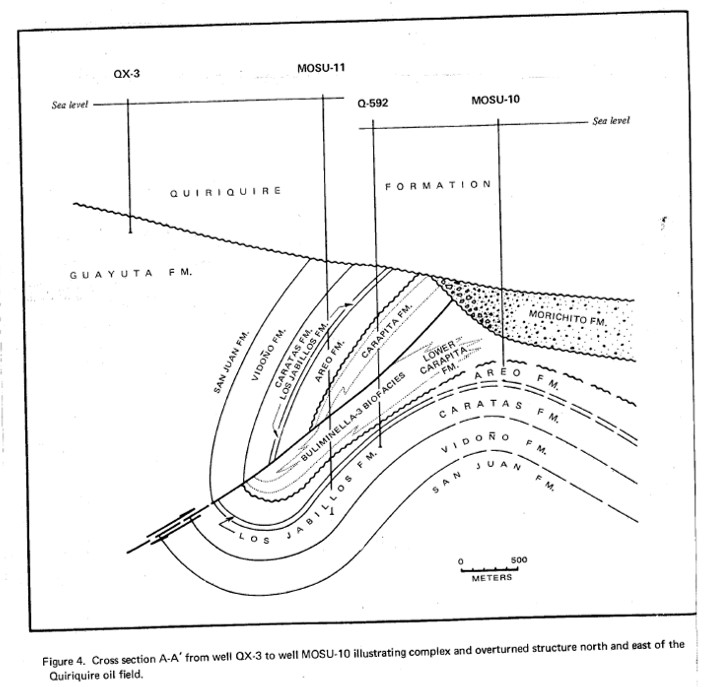 QX-3
MOSU-11
Q-592
MOSU-10
Sea level
Sea level
QUIRIQUIRE
FORMATION
GUAYUTA FM.
MORICHITO FM.
SAN JUAN FM.
VIDOÑO FM.
CARATAS FM.
LOS JABILLOS FM.
AREO FM.
CARAPITA FM.
LOWER
CARAPITA
FM.
BULIMINELLA-3 BIOFACIES
AREO FM.
CARATAS FM.
VIDOÑO FM.
SAN JUAN FM.
LOS JABILLOS FM.
0 500
METERS
Figure 4. Cross section A-A′ from well QX-3 to well MOSU-10 illustrating complex and overturned structure north and east of the
Quiriquire oil field.